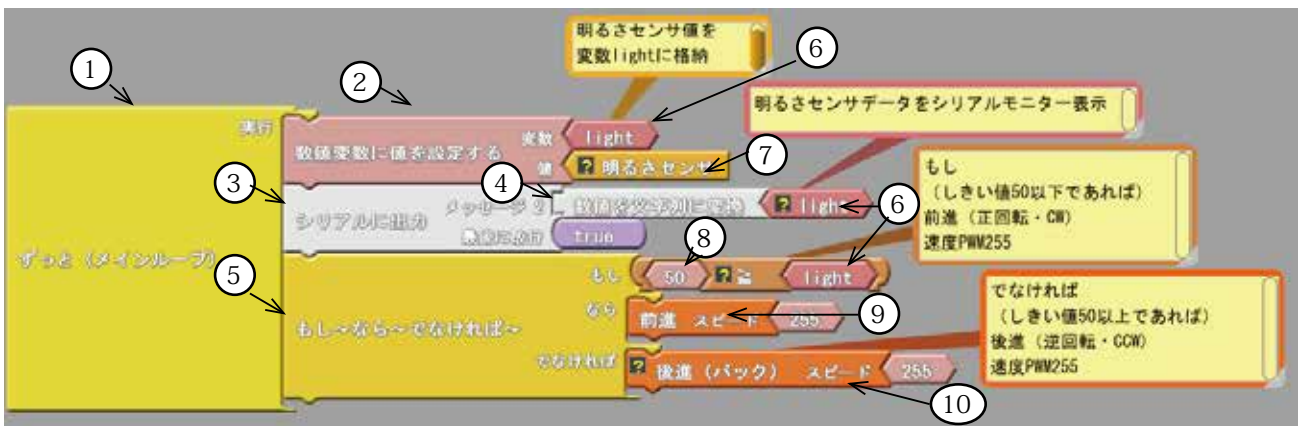 明るさセンサ値を
変数lightに格納
①
②
⑥
明るさセンサデータをシリアルモニター表示
実行
数値変数に値を設定する
変数
light
値
明るさセンサ
⑦
③
④
シリアルに出力
メッセージ
light
⑥
true
もし
(しきい値50以下であれば)
前進(正回転・CW)
速度PWM255
ずっと(メインループ)
⑤
⑧
もし
50
≧
light
もし~なら~でなければ~
なら
前進 スピード
255
⑨
でなければ
後進(バック) スピード
255
⑩
でなければ
(しきい値50以上であれば)
後進(逆回転・CCW)
速度PWM255